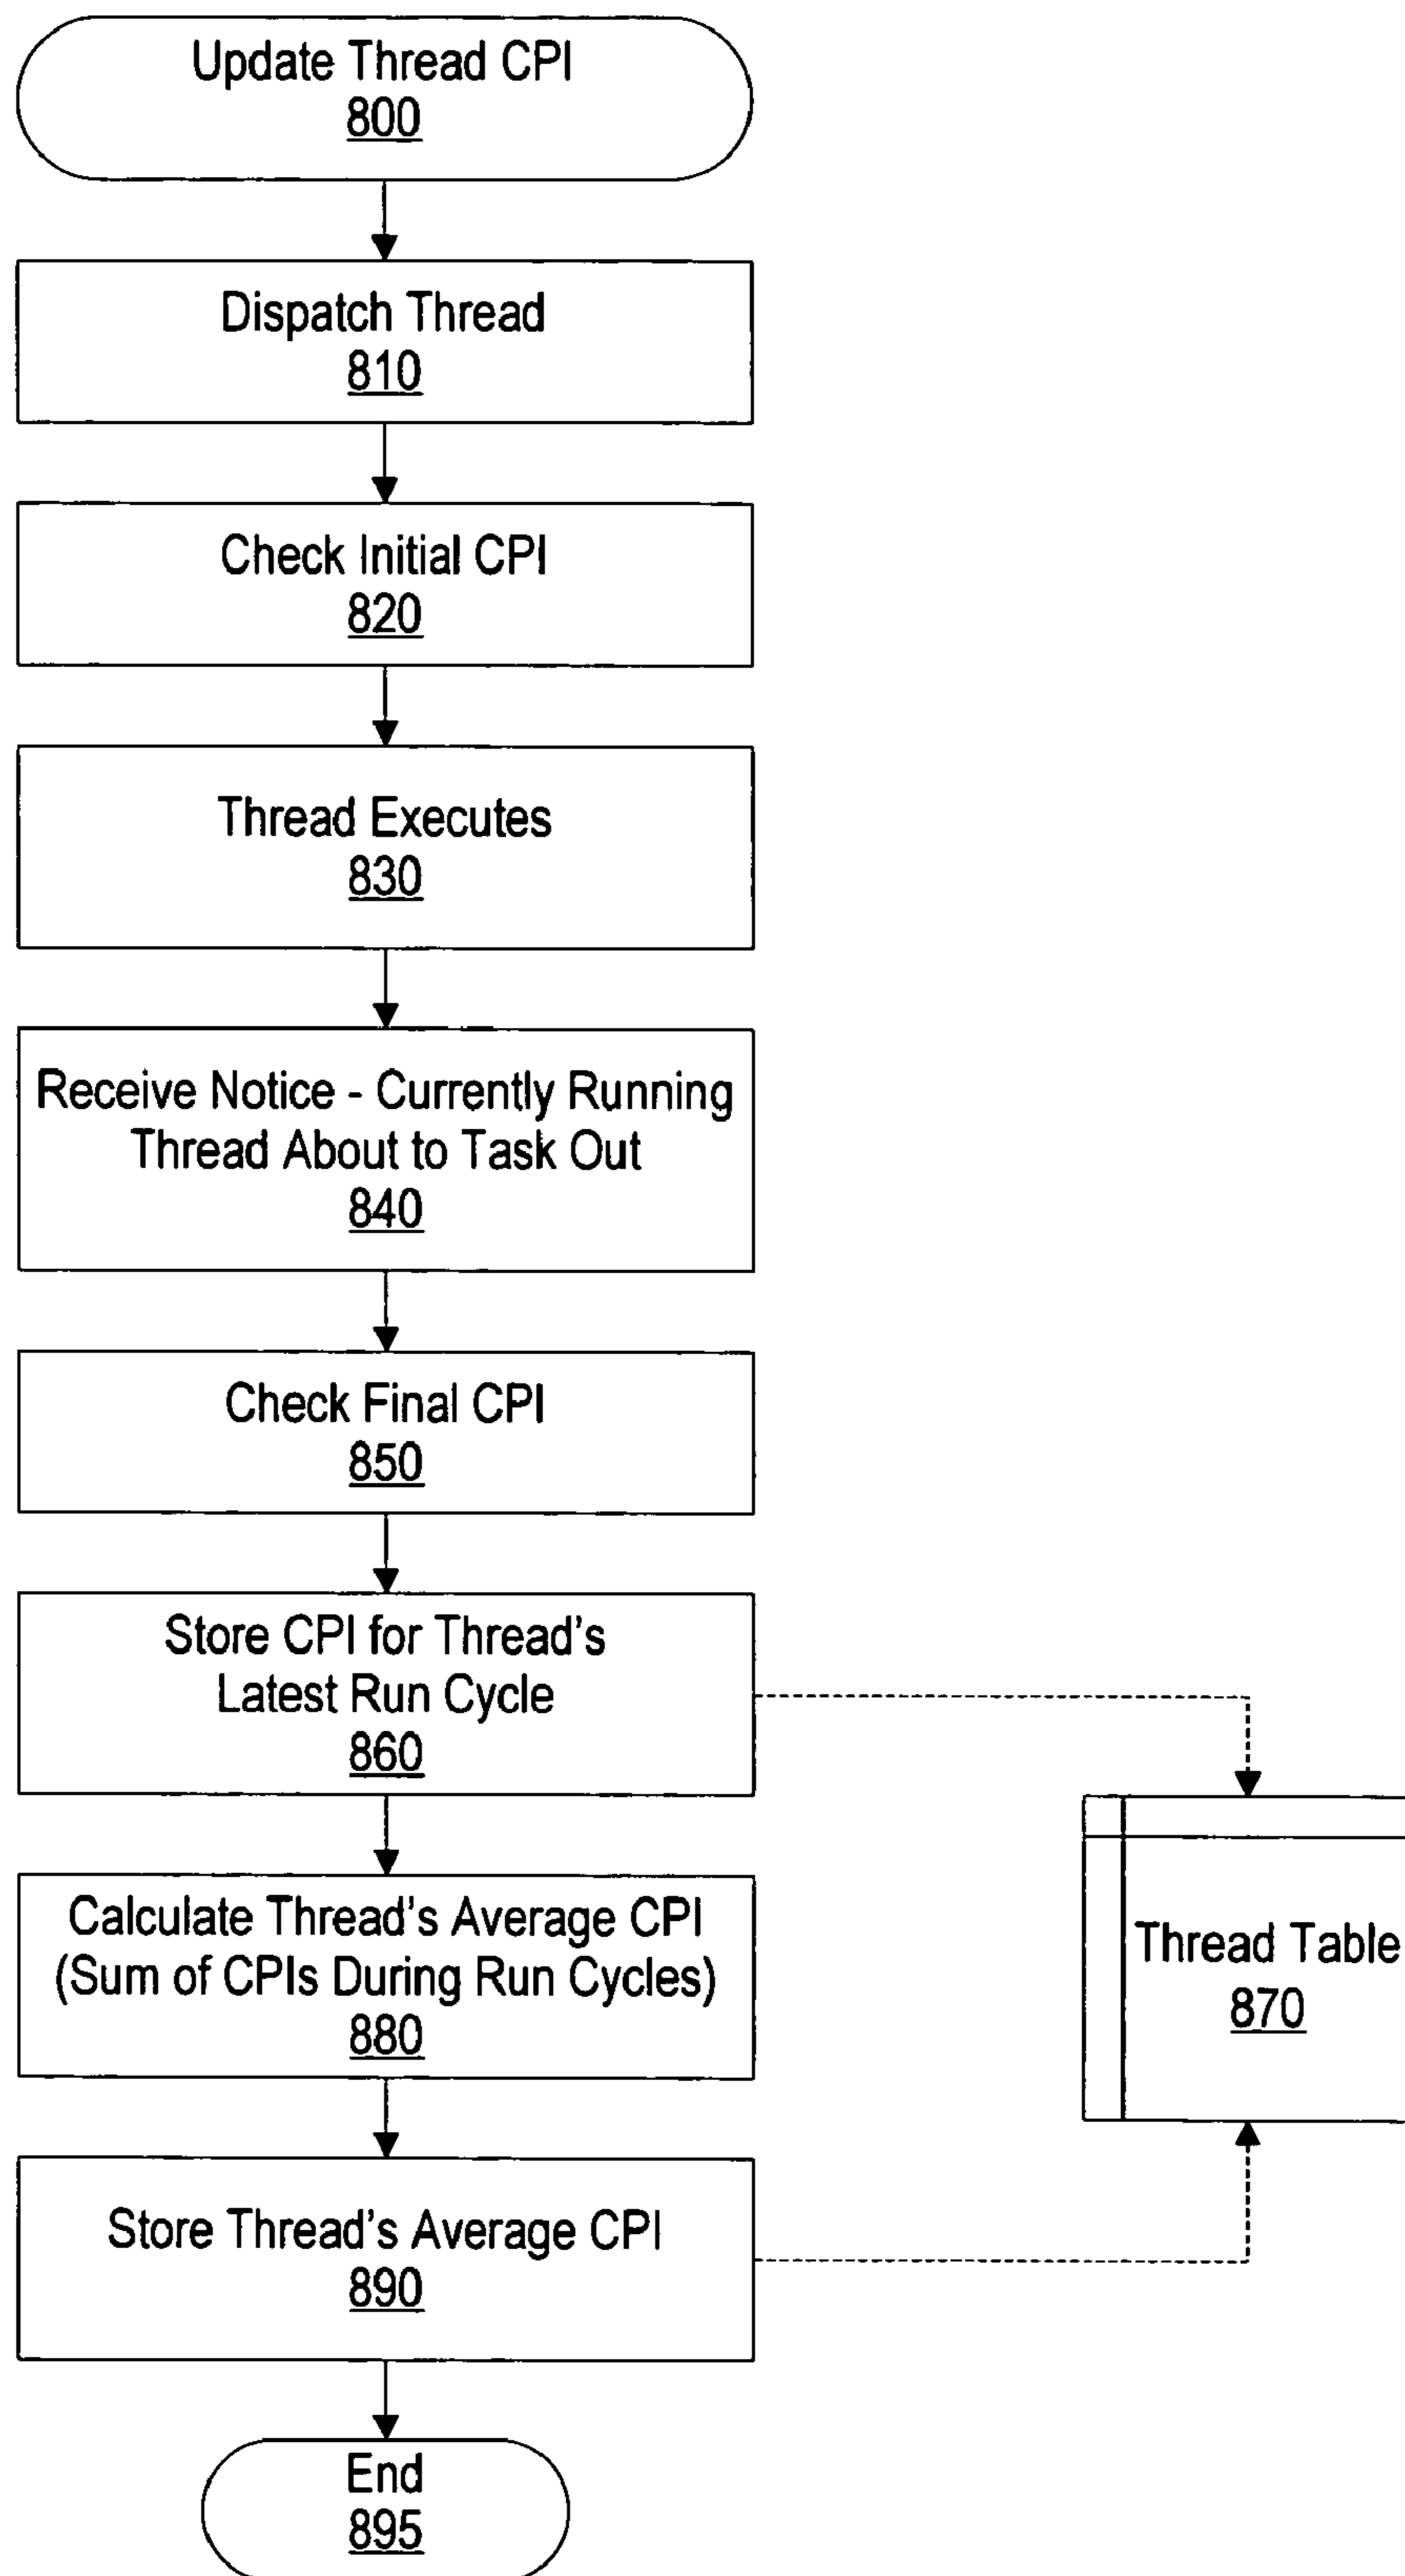 Update Thread CPI
800
Dispatch Thread
810
Check Initial CPI
820
Thread Executes
830
Receive Notice - Currently Running
Thread About to Task Out
840
Check Final CPI
850
Store CPI for Thread's
Latest Run Cycle
860
Calculate Thread's Average CPI
(Sum of CPIs During Run Cycles)
880
Thread Table
870
Store Thread's Average CPI
890
End
895